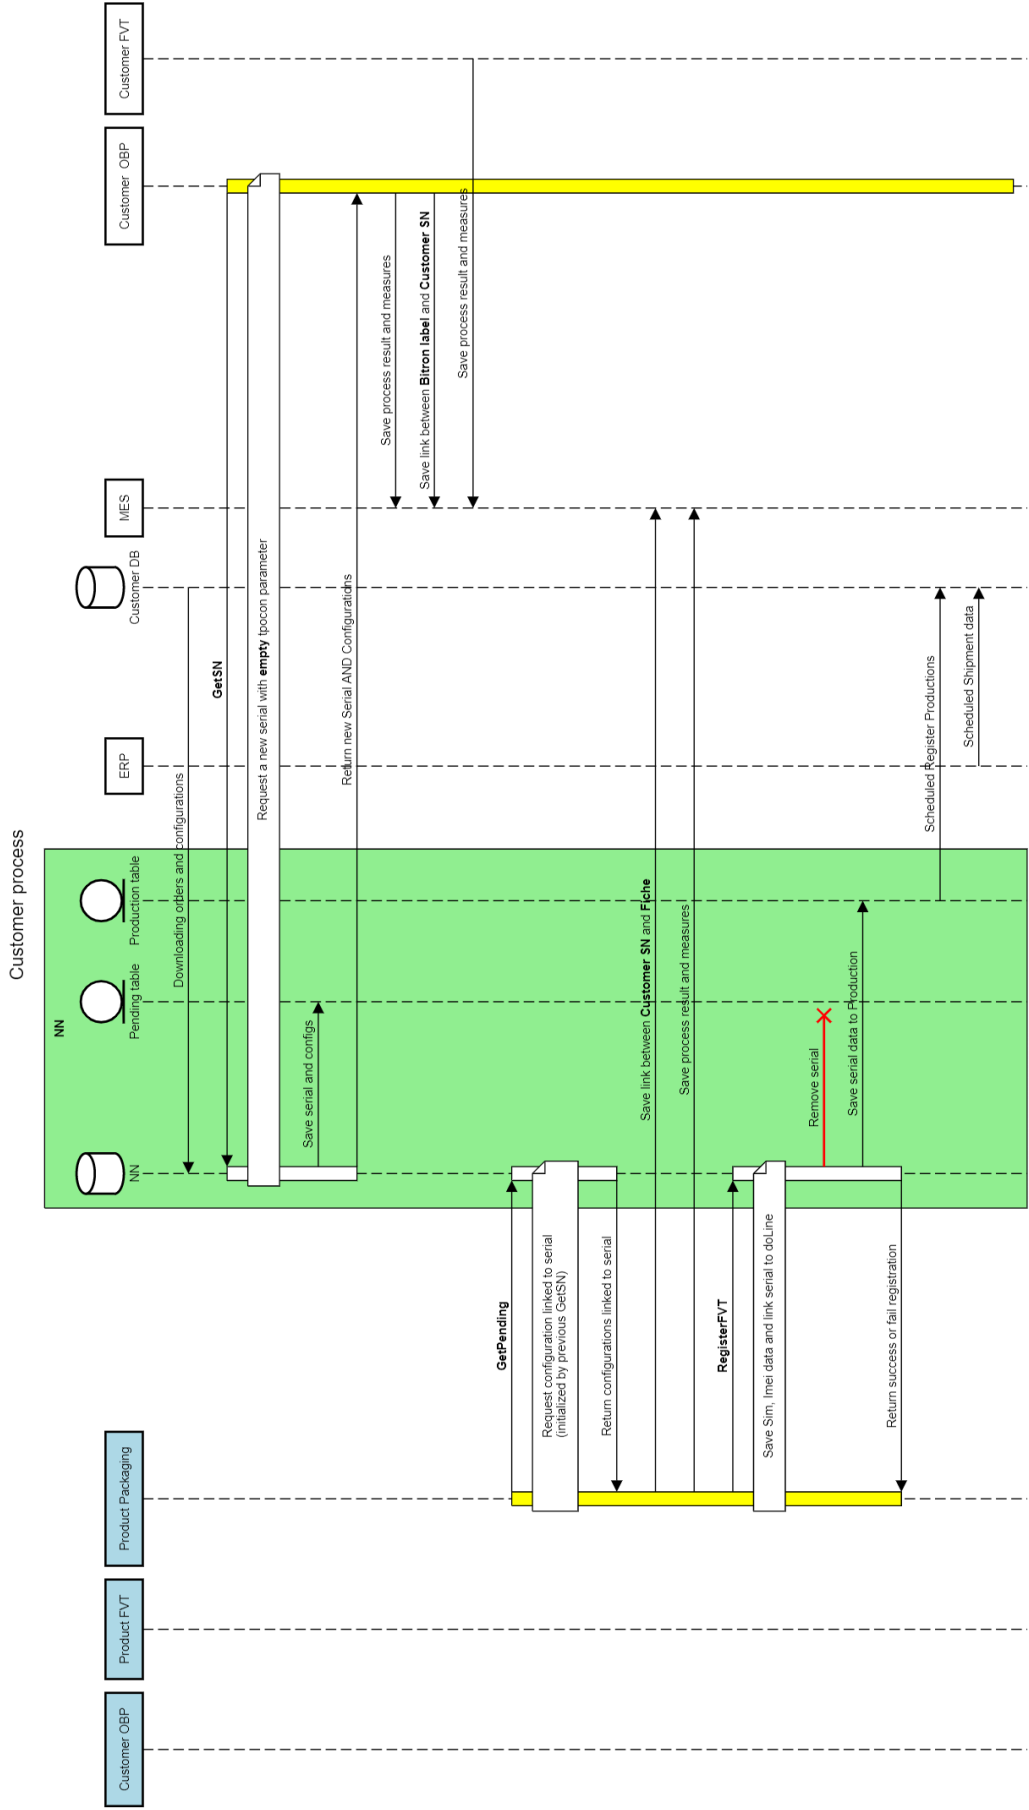 Customer process
Customer OBP
Product FVT
Product Packaging
NN
NN
Pending table
Production table
ERP
Customer DB
MES
Customer  OBP
Customer FVT
Downloading orders and configurations
GetSN
Request a new serial with empty tpocon parameter
Save serial and configs
Return new Serial AND Configurations
Save process result and measures
Save link between Bitron label and Customer SN
Save process result and measures
GetPending
Request configuration linked to serial
(initialized by previous GetSN)
Return configurations linked to serial
Save link between Customer SN and Fiche
Save process result and measures
RegisterFVT
Save Sim, Imei data and link serial to doLine
Remove serial
Save serial data to Production
Return success or fail registration
Scheduled Register Productions
Scheduled Shipment data